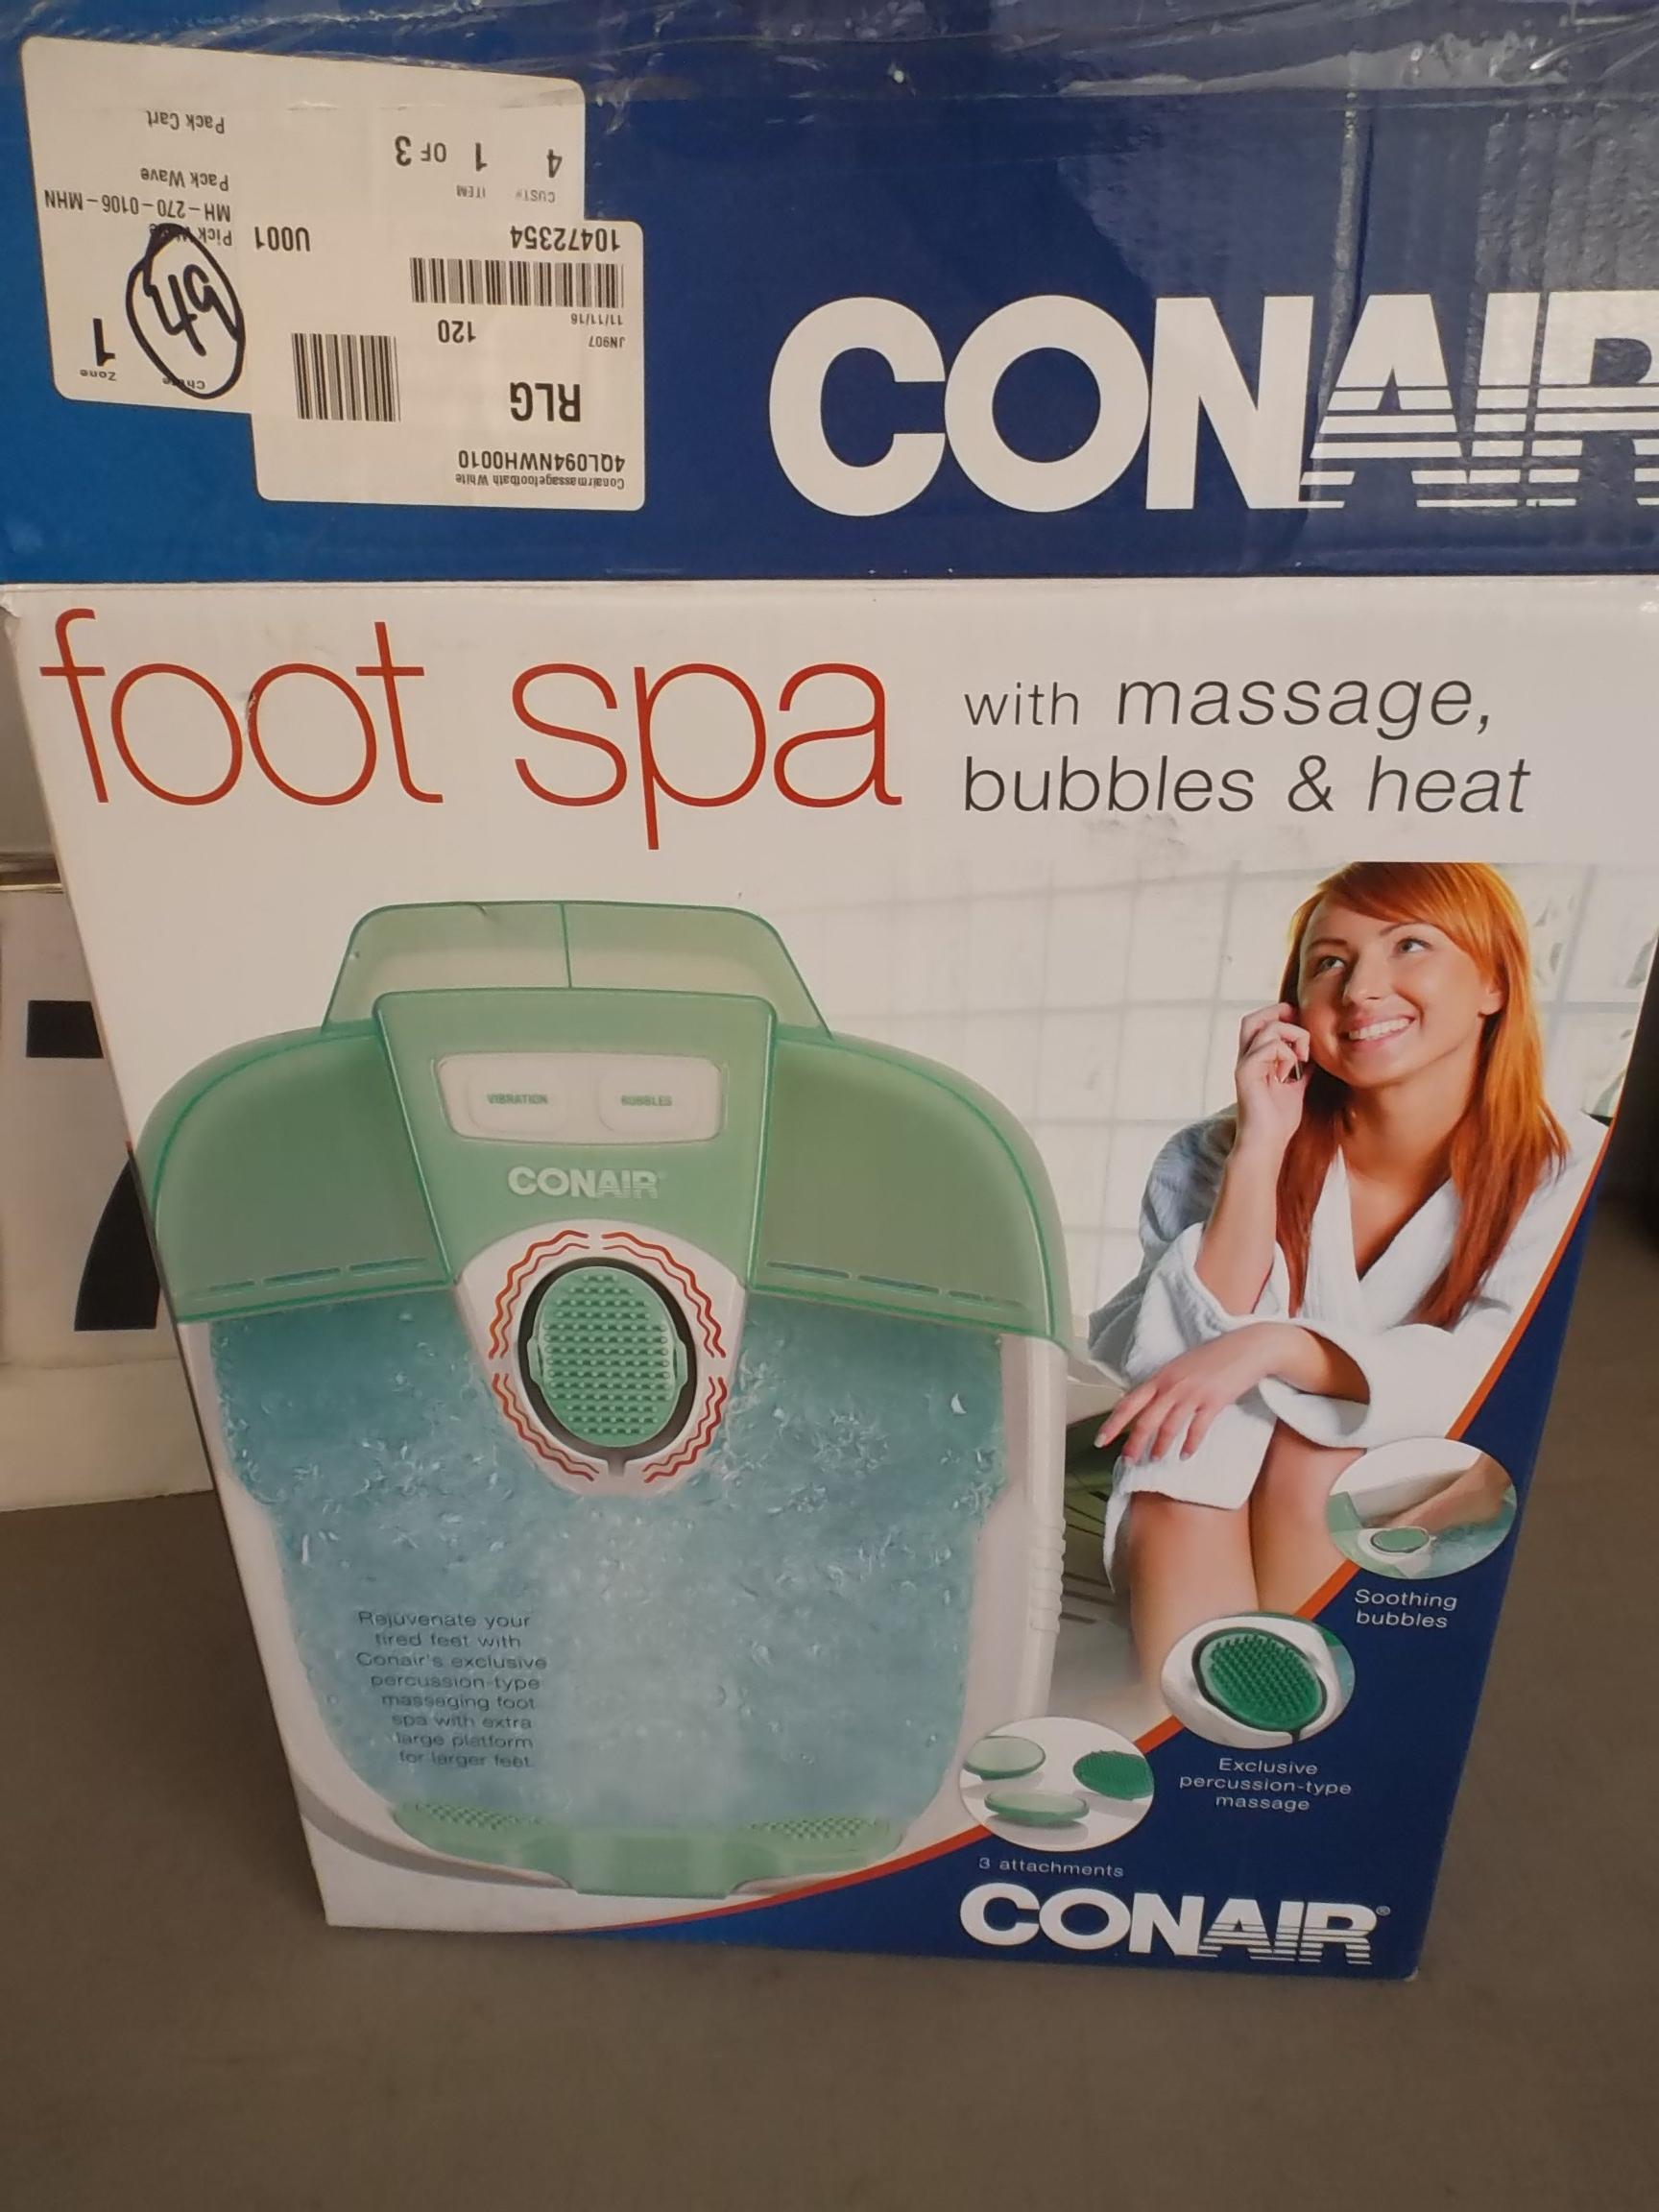 Conairmassagefootbath White
4QL094NWH0010
RLG
JN907
120
11/11/16
10472354
U001
CUST#
ITEM
4
1 OF 3
Zone
1
MH-270-0106-MHN
Pack Wave
Pack Cart
CONAIR
foot spa
with massage,
bubbles & heat
VIBRATION
BUBBLES
CONAIR
Rejuvenate your
tired feet with
Conair's exclusive
percussion-type
massaging foot
spa with extra
large platform
for larger feet.
Soothing
bubbles
Exclusive
percussion-type
massage
3 attachments
CONAIR®